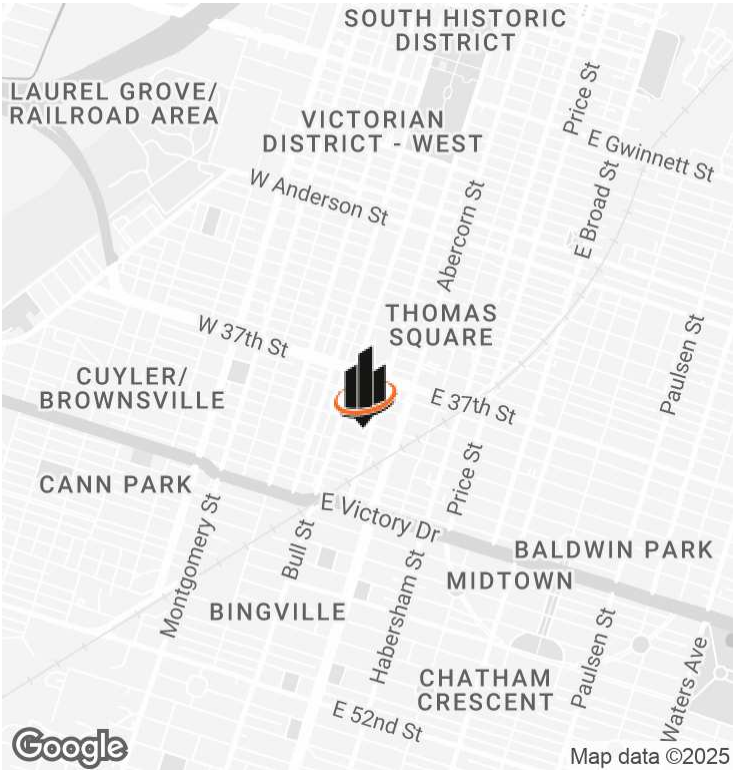 SOUTH HISTORIC
DISTRICT
Price St
LAUREL GROVE/
RAILROAD AREA
VICTORIAN
DISTRICT - WEST
E Gwinnett St
W Anderson St
Abercorn St
E Broad St
THOMAS
SQUARE
W 37th St
Paulsen St
CUYLER/
BROWNSVILLE
E 37th St
Price St
CANN PARK
E Victory Dr
Montgomery St
Bull St
BALDWIN PARK
MIDTOWN
Habersham St
BINGVILLE
Paulsen St
Waters Ave
CHATHAM
CRESCENT
E 52nd St
Google
Map data ©2025